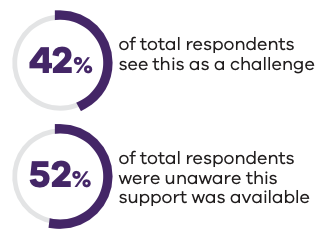 42%
of total respondents
see this as a challenge
52%
of total respondents
were unaware this
support was available